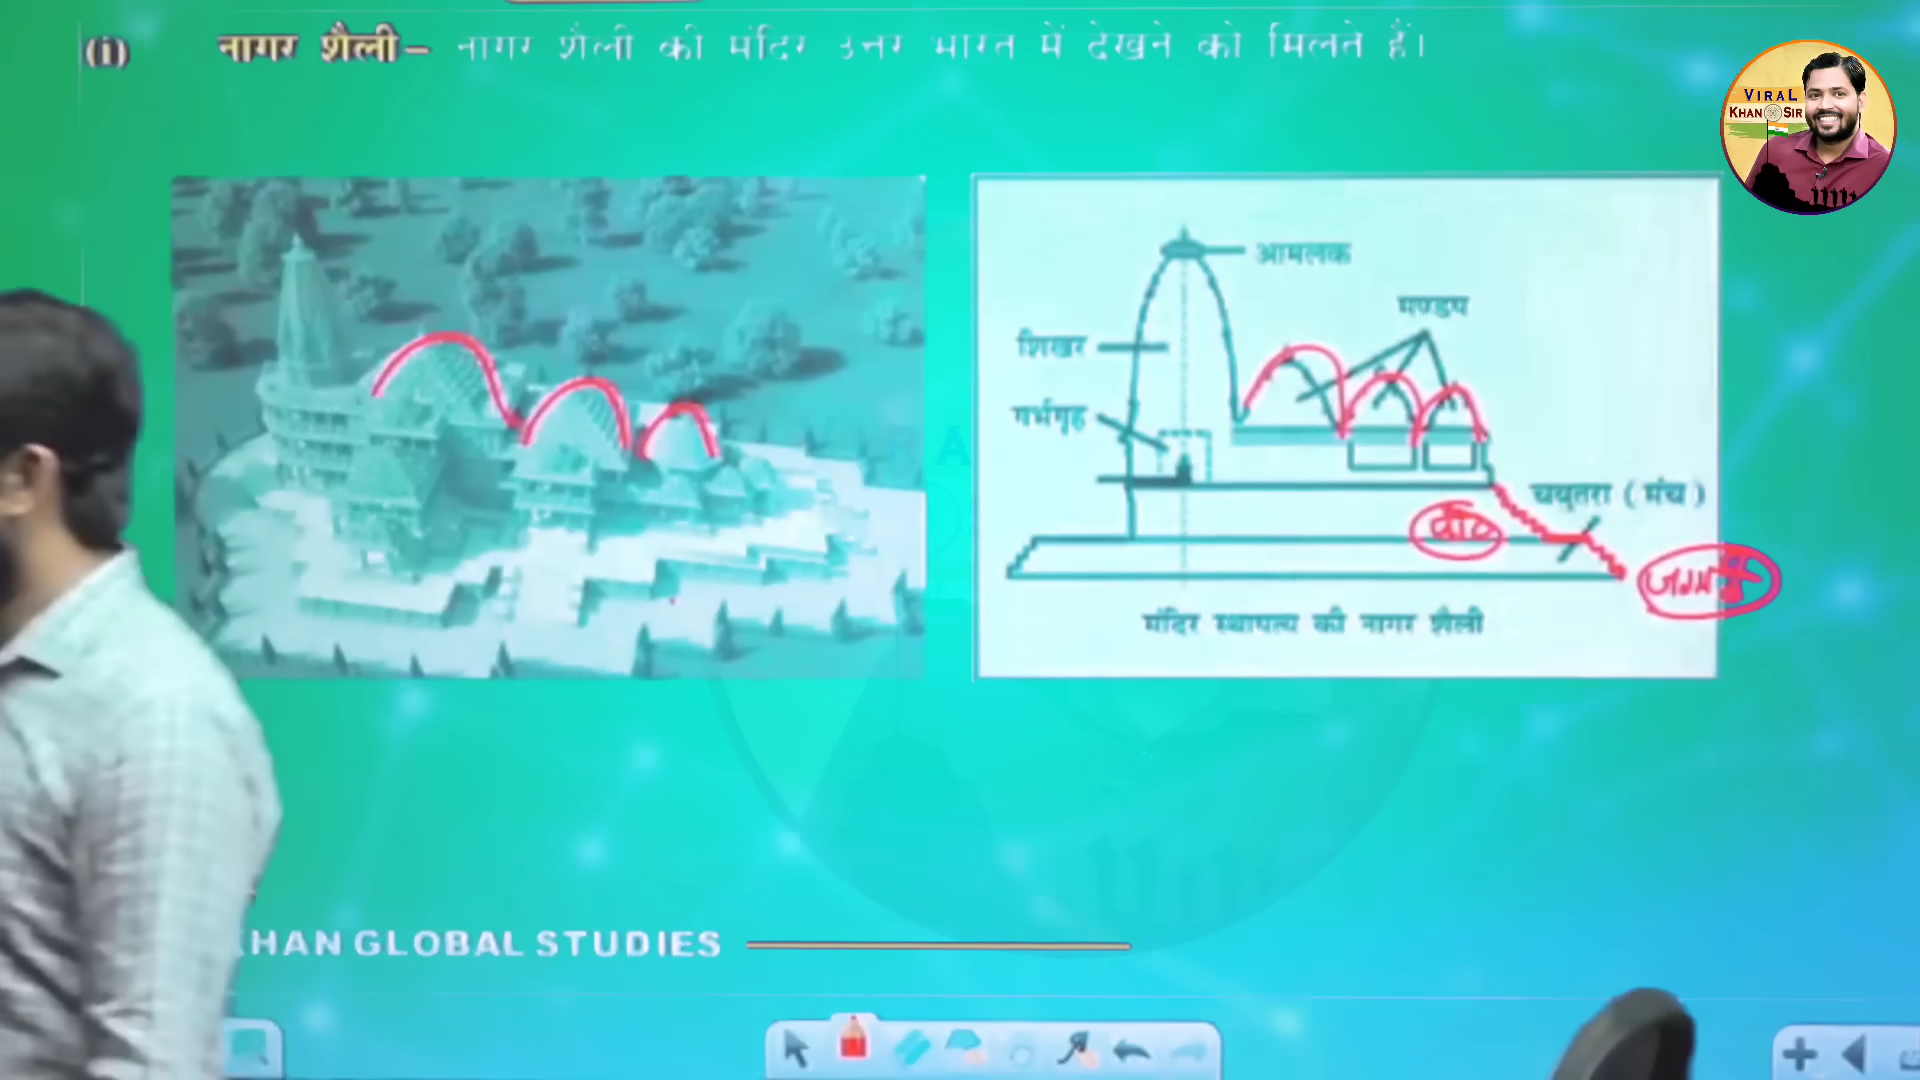 (i) नागर शैली – नागर शैली की मंदिर उत्तर भारत में देखने को मिलते हैं।
VIRAL
KHAN SIR
आमलक
मण्डप
शिखर
गर्भगृह
चबुतरा ( मंच )
मंदिर स्थापत्य की नागर शैली
KHAN GLOBAL STUDIES